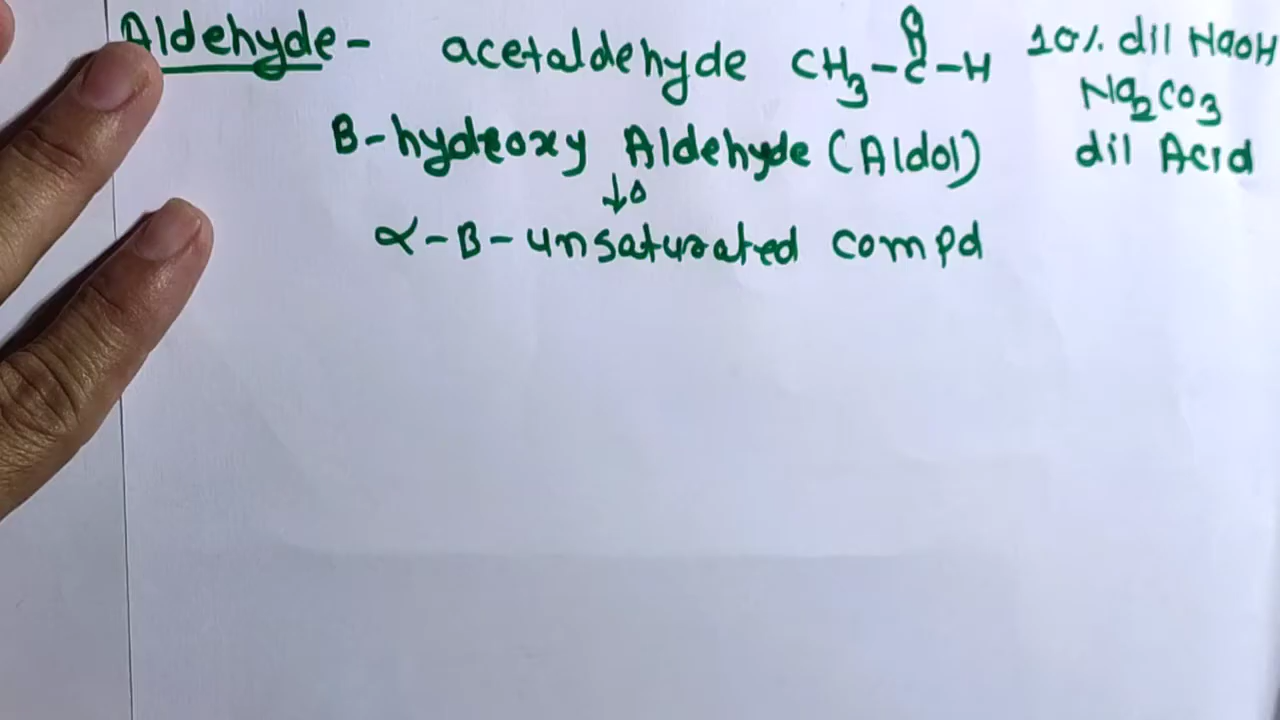 Aldehyde - acetaldehyde CH3-C-H 10% dil NaOH
O
Na2CO3
B-hydroxy Aldehyde (Aldol) dil Acid
↓Δ
α-B-unsaturated compd